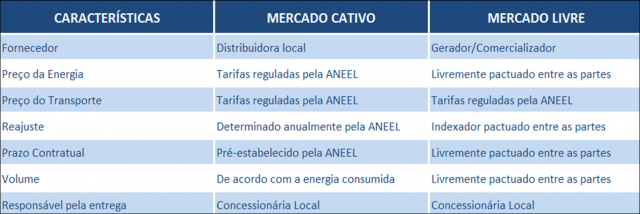 CARACTERÍSTICAS MERCADO CATIVO MERCADO LIVRE
Fornecedor Distribuidora local Gerador/Comercializador
Preço da Energia Tarifas reguladas pela ANEEL Livremente pactuado entre as partes
Preço do Transporte Tarifas reguladas pela ANEEL Tarifas reguladas pela ANEEL
Reajuste Determinado anualmente pela ANEEL Indexador pactuado entre as partes
Prazo Contratual Pré-estabelecido pela ANEEL Livremente pactuado entre as partes
Volume De acordo com a energia consumida Livremente pactuado entre as partes
Responsável pela entrega Concessionária Local Concessionária Local